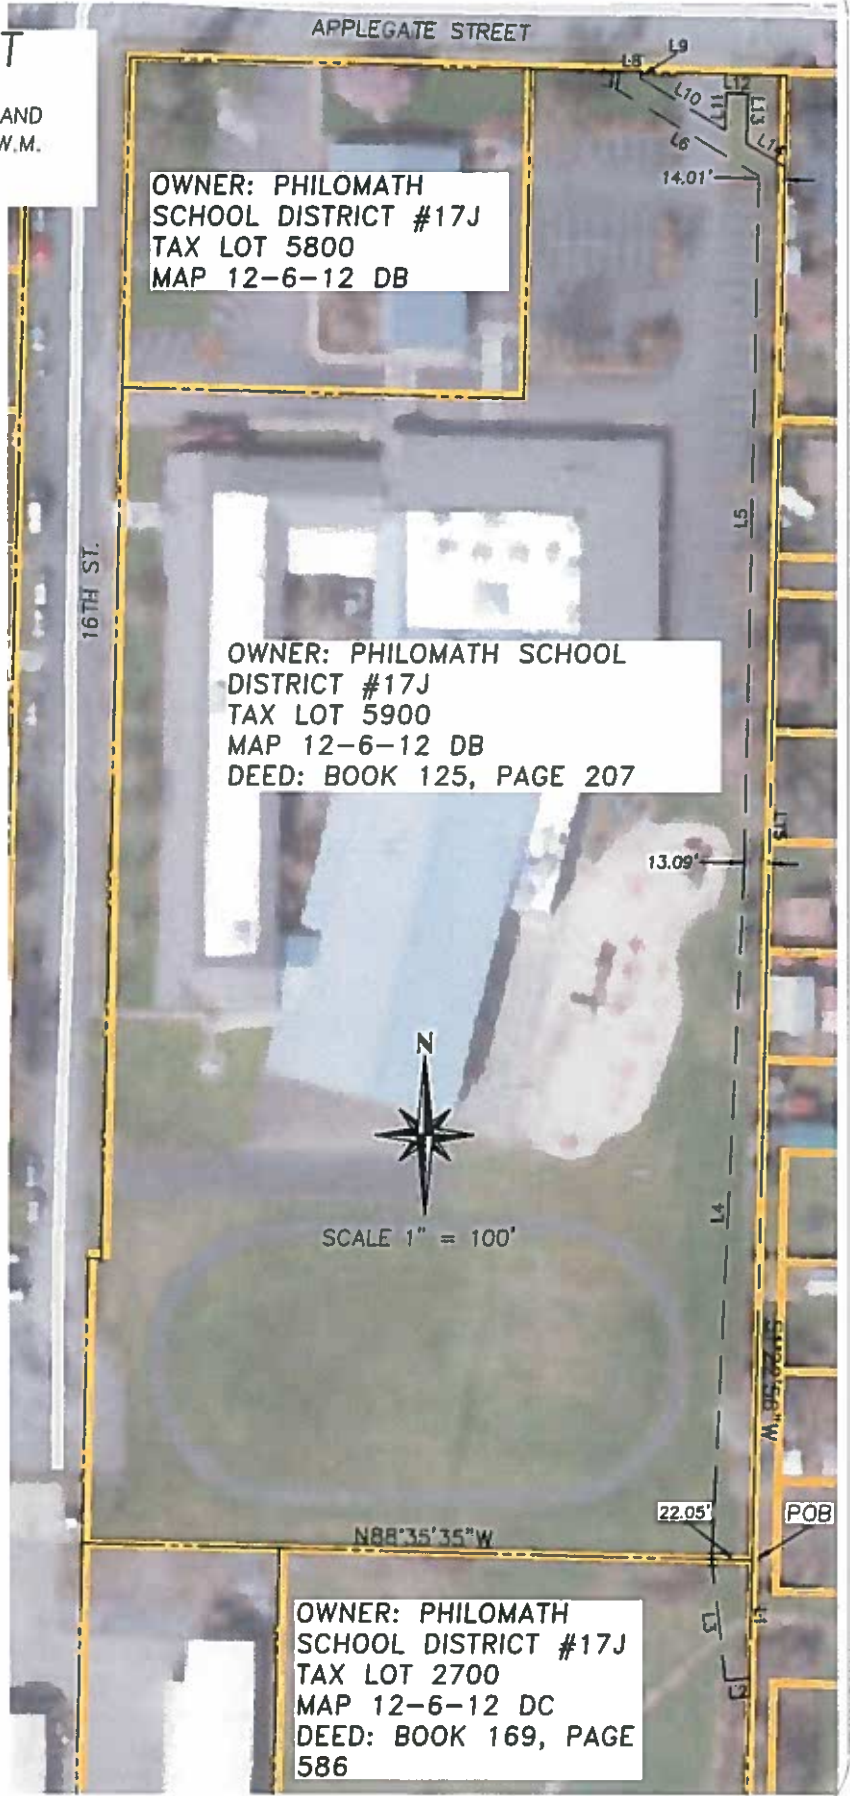 APPLEGATE STREET
T
AND
W.M.
L8
L9
L10
L11
L12
L13
L6
14.01'
OWNER: PHILOMATH
SCHOOL DISTRICT #17J
TAX LOT 5800
MAP 12-6-12 DB
L5
16TH ST.
OWNER: PHILOMATH SCHOOL
DISTRICT #17J
TAX LOT 5900
MAP 12-6-12 DB
DEED: BOOK 125, PAGE 207
L15
13.09'
N
L4
SCALE 1" = 100'
22.05'
POB
N88°35'35"W
L1
L3
L2
OWNER: PHILOMATH
SCHOOL DISTRICT #17J
TAX LOT 2700
MAP 12-6-12 DC
DEED: BOOK 169, PAGE
586